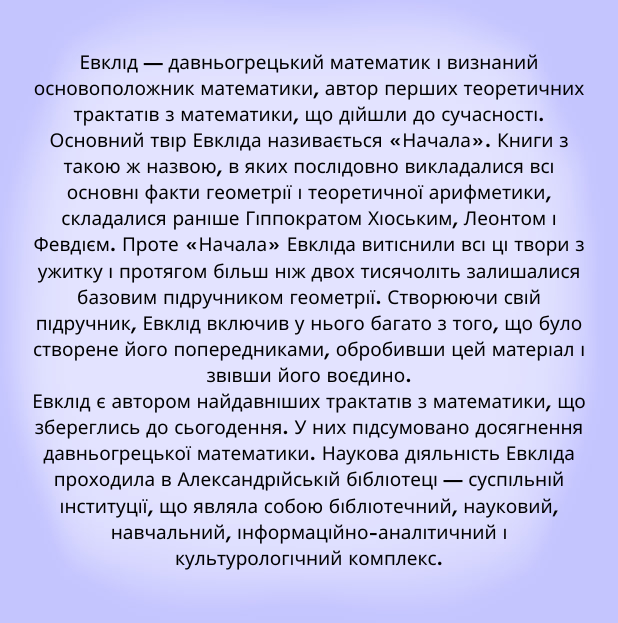 Евклід — давньогрецький математик і визнаний
основоположник математики, автор перших теоретичних
трактатів з математики, що дійшли до сучасності.
Основний твір Евкліда називається «Начала». Книги з
такою ж назвою, в яких послідовно викладалися всі
основні факти геометрії і теоретичної арифметики,
складалися раніше Гіппократом Хіоським, Леонтом і
Февдієм. Проте «Начала» Евкліда витіснили всі ці твори з
ужитку і протягом більш ніж двох тисячоліть залишалися
базовим підручником геометрії. Створюючи свій
підручник, Евклід включив у нього багато з того, що було
створене його попередниками, обробивши цей матеріал і
звівши його воєдино.
Евклід є автором найдавніших трактатів з математики, що
збереглись до сьогодення. У них підсумовано досягнення
давньогрецької математики. Наукова діяльність Евкліда
проходила в Александрійській бібліотеці — суспільній
інституції, що являла собою бібліотечний, науковий,
навчальний, інформаційно-аналітичний і
культурологічний комплекс.